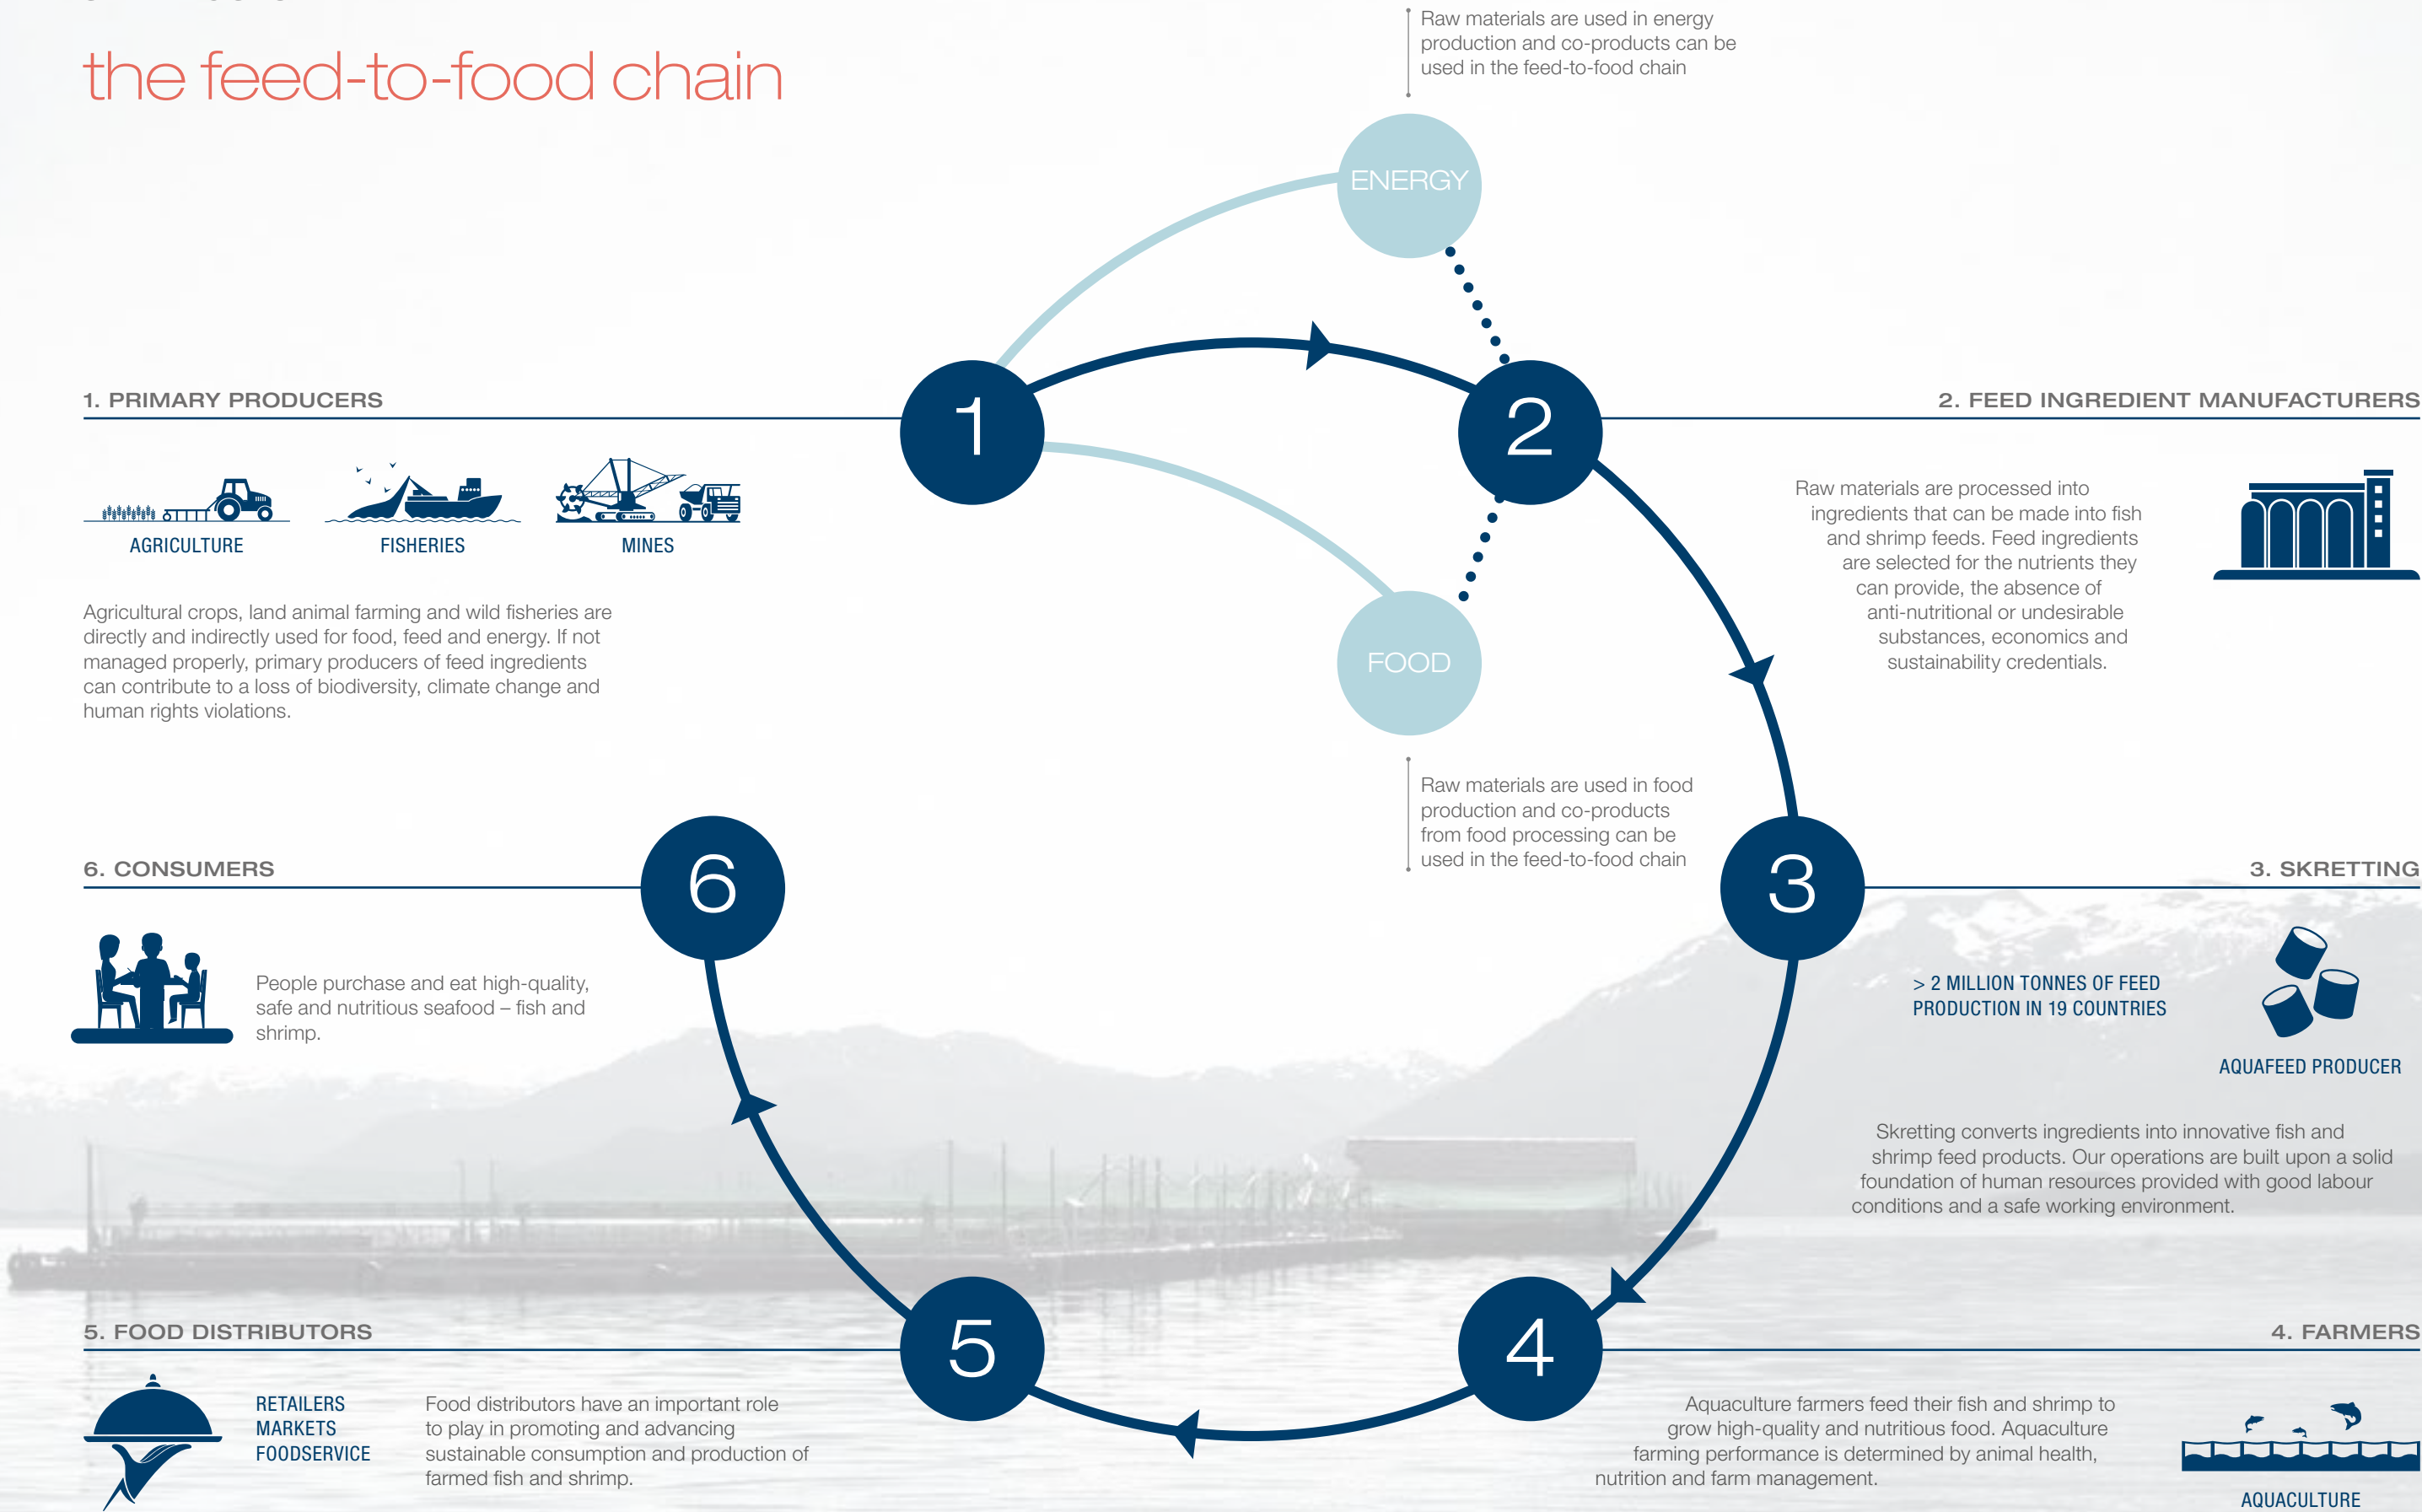 the feed-to-food chain
Raw materials are used in energy
production and co-products can be
used in the feed-to-food chain
ENERGY
1
2
FOOD
Raw materials are used in food
production and co-products
from food processing can be
used in the feed-to-food chain
1. PRIMARY PRODUCERS
AGRICULTURE
FISHERIES
MINES
Agricultural crops, land animal farming and wild fisheries are
directly and indirectly used for food, feed and energy. If not
managed properly, primary producers of feed ingredients
can contribute to a loss of biodiversity, climate change and
human rights violations.
2. FEED INGREDIENT MANUFACTURERS
Raw materials are processed into
ingredients that can be made into fish
and shrimp feeds. Feed ingredients
are selected for the nutrients they
can provide, the absence of
anti-nutritional or undesirable
substances, economics and
sustainability credentials.
6. CONSUMERS
6
People purchase and eat high-quality,
safe and nutritious seafood – fish and
shrimp.
3
3. SKRETTING
> 2 MILLION TONNES OF FEED
PRODUCTION IN 19 COUNTRIES
AQUAFEED PRODUCER
Skretting converts ingredients into innovative fish and
shrimp feed products. Our operations are built upon a solid
foundation of human resources provided with good labour
conditions and a safe working environment.
5. FOOD DISTRIBUTORS
5
RETAILERS
MARKETS
FOODSERVICE
Food distributors have an important role
to play in promoting and advancing
sustainable consumption and production of
farmed fish and shrimp.
4
4. FARMERS
Aquaculture farmers feed their fish and shrimp to
grow high-quality and nutritious food. Aquaculture
farming performance is determined by animal health,
nutrition and farm management.
AQUACULTURE